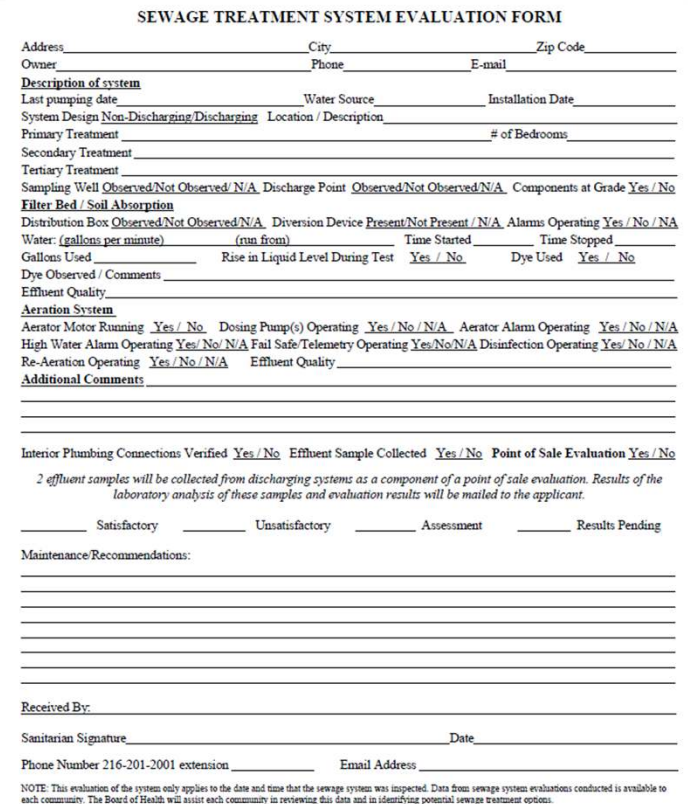 SEWAGE TREATMENT SYSTEM EVALUATION FORM
Address City Zip Code
Owner Phone E-mail
Description of system
Last pumping date Water Source Installation Date
System Design Non-Discharging/Discharging Location / Description
Primary Treatment # of Bedrooms
Secondary Treatment
Tertiary Treatment
Sampling Well Observed/Not Observed/ N/A Discharge Point Observed/Not Observed/N/A Components at Grade Yes / No
Filter Bed / Soil Absorption
Distribution Box Observed/Not Observed/N/A Diversion Device Present/Not Present / N/A Alarms Operating Yes / No / NA
Water: (gallons per minute) (run from) Time Started Time Stopped
Gallons Used Rise in Liquid Level During Test Yes / No Dye Used Yes / No
Dye Observed / Comments
Effluent Quality
Aeration System
Aerator Motor Running Yes / No Dosing Pump(s) Operating Yes / No / N/A Aerator Alarm Operating Yes / No / N/A
High Water Alarm Operating Yes/ No/ N/A Fail Safe/Telemetry Operating Yes/No/N/A Disinfection Operating Yes/ No / N/A
Re-Aeration Operating Yes / No / N/A Effluent Quality
Additional Comments
Interior Plumbing Connections Verified Yes / No Effluent Sample Collected Yes / No Point of Sale Evaluation Yes / No
2 effluent samples will be collected from discharging systems as a component of a point of sale evaluation. Results of the
laboratory analysis of these samples and evaluation results will be mailed to the applicant.
Satisfactory Unsatisfactory Assessment Results Pending
Maintenance/Recommendations:
Received By:
Sanitarian Signature Date
Phone Number 216-201-2001 extension Email Address
NOTE: This evaluation of the system only applies to the date and time that the sewage system was inspected. Data from sewage system evaluations conducted is available to
each community. The Board of Health will assist each community in reviewing this data and in identifying potential sewage treatment options.